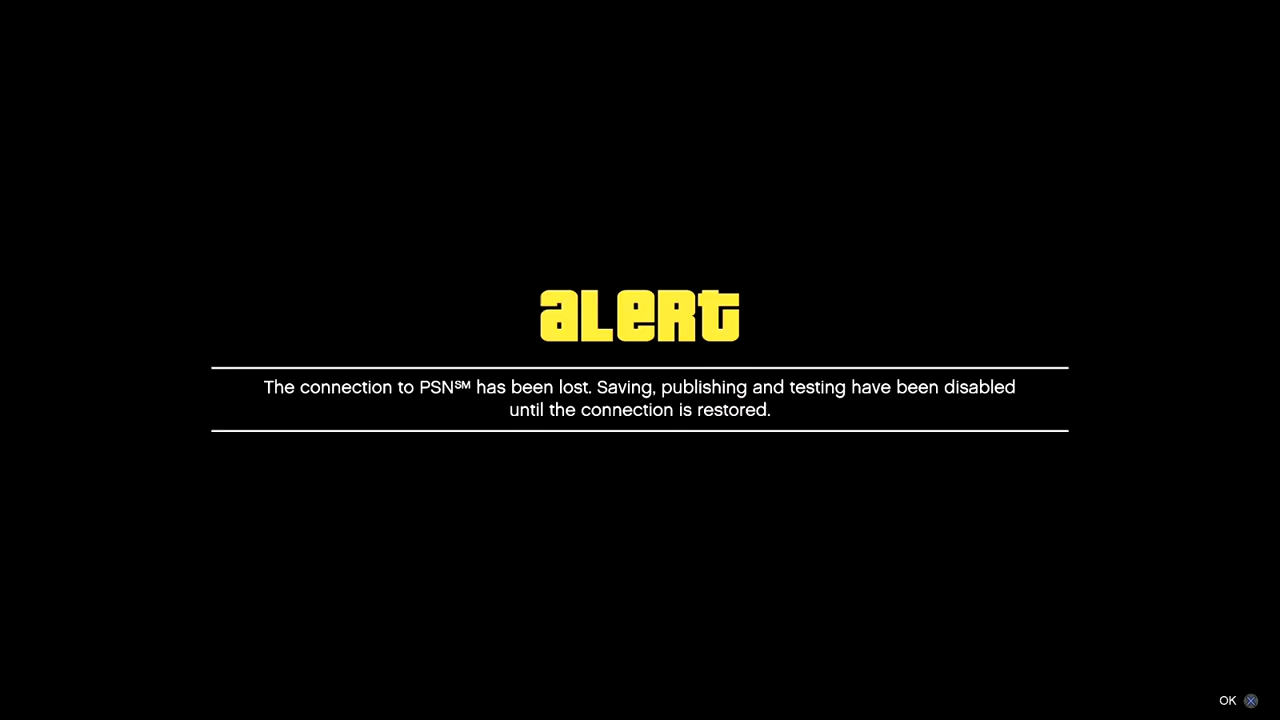 alert
The connection to PSN℠ has been lost. Saving, publishing and testing have been disabled
until the connection is restored.
OK